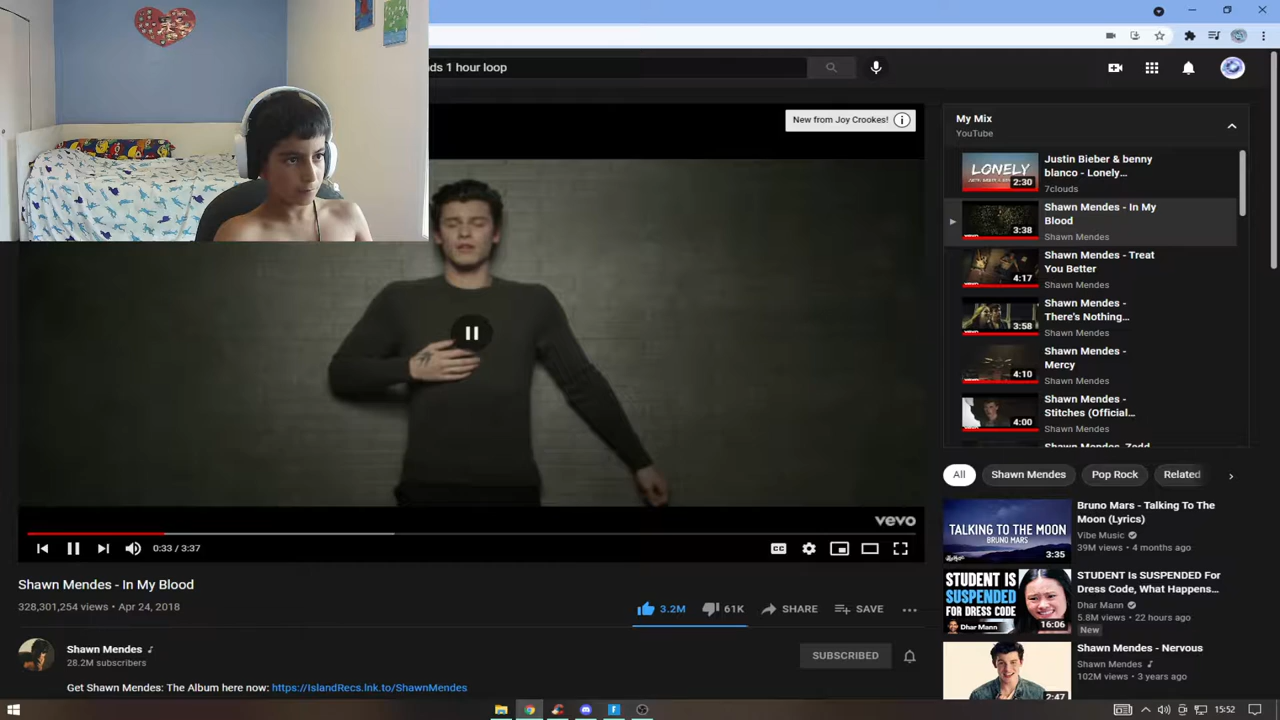 ds 1 hour loop
New from Joy Crookes!
vevo
0:33 / 3:37
CC
Shawn Mendes - In My Blood
328,301,254 views • Apr 24, 2018
3.2M
61K
SHARE
SAVE
Shawn Mendes
28.2M subscribers
SUBSCRIBED
Get Shawn Mendes: The Album here now: https://IslandRecs.lnk.to/ShawnMendes
My Mix
YouTube
LONELY
2:30
Justin Bieber & benny
blanco - Lonely...
7clouds
3:38
Shawn Mendes - In My
Blood
Shawn Mendes
4:17
Shawn Mendes - Treat
You Better
Shawn Mendes
3:58
Shawn Mendes -
There's Nothing...
Shawn Mendes
4:10
Shawn Mendes -
Mercy
Shawn Mendes
4:00
Shawn Mendes -
Stitches (Official...
Shawn Mendes
Shawn Mendes, Zedd
All
Shawn Mendes
Pop Rock
Related
TALKING TO THE
MOON
BRUNO MARS
3:35
Bruno Mars - Talking To The
Moon (Lyrics)
Vibe Music
39M views • 4 months ago
STUDENT IS
SUSPENDED
FOR DRESS
CODE
Dhar Mann
16:06
STUDENT Is SUSPENDED For
Dress Code, What Happens...
Dhar Mann
5.8M views • 22 hours ago
New
2:47
Shawn Mendes - Nervous
Shawn Mendes
102M views • 3 years ago
15:52